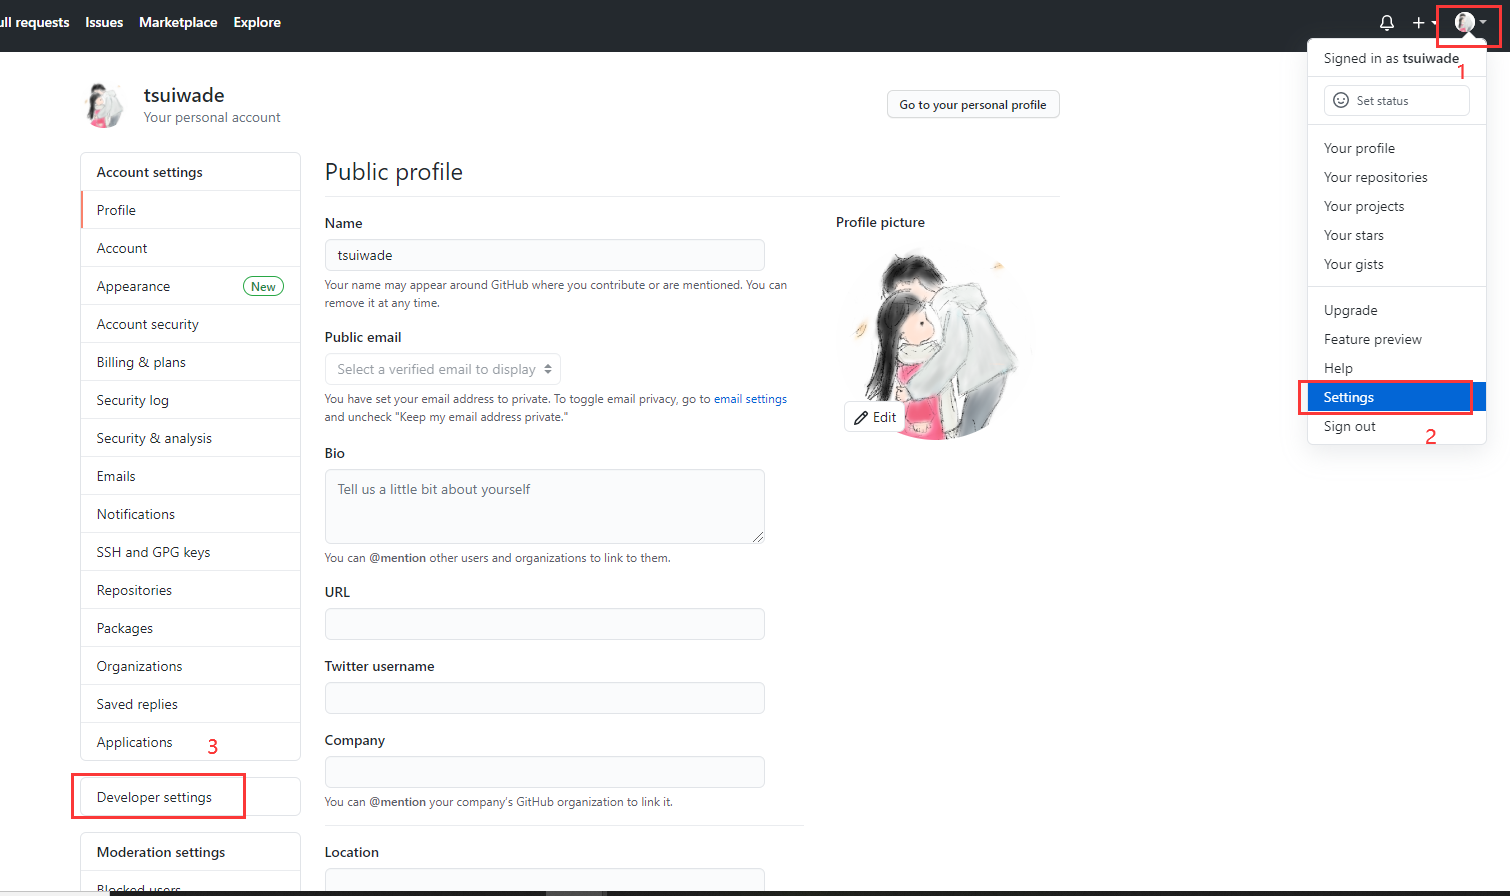 ull requests Issues Marketplace Explore
1
Signed in as tsuiwade
Set status
Your profile
Your repositories
Your projects
Your stars
Your gists
Upgrade
Feature preview
Help
Settings
Sign out
2
tsuiwade
Your personal account
Go to your personal profile
Account settings
Profile
Account
Appearance New
Account security
Billing & plans
Security log
Security & analysis
Emails
Notifications
SSH and GPG keys
Repositories
Packages
Organizations
Saved replies
Applications
3
Developer settings
Moderation settings
Blocked users
Public profile
Name
tsuiwade
Your name may appear around GitHub where you contribute or are mentioned. You can
remove it at any time.
Public email
Select a verified email to display
You have set your email address to private. To toggle email privacy, go to email settings
and uncheck "Keep my email address private."
Bio
Tell us a little bit about yourself
You can @mention other users and organizations to link to them.
URL
Twitter username
Company
You can @mention your company's GitHub organization to link it.
Location
Profile picture
Edit